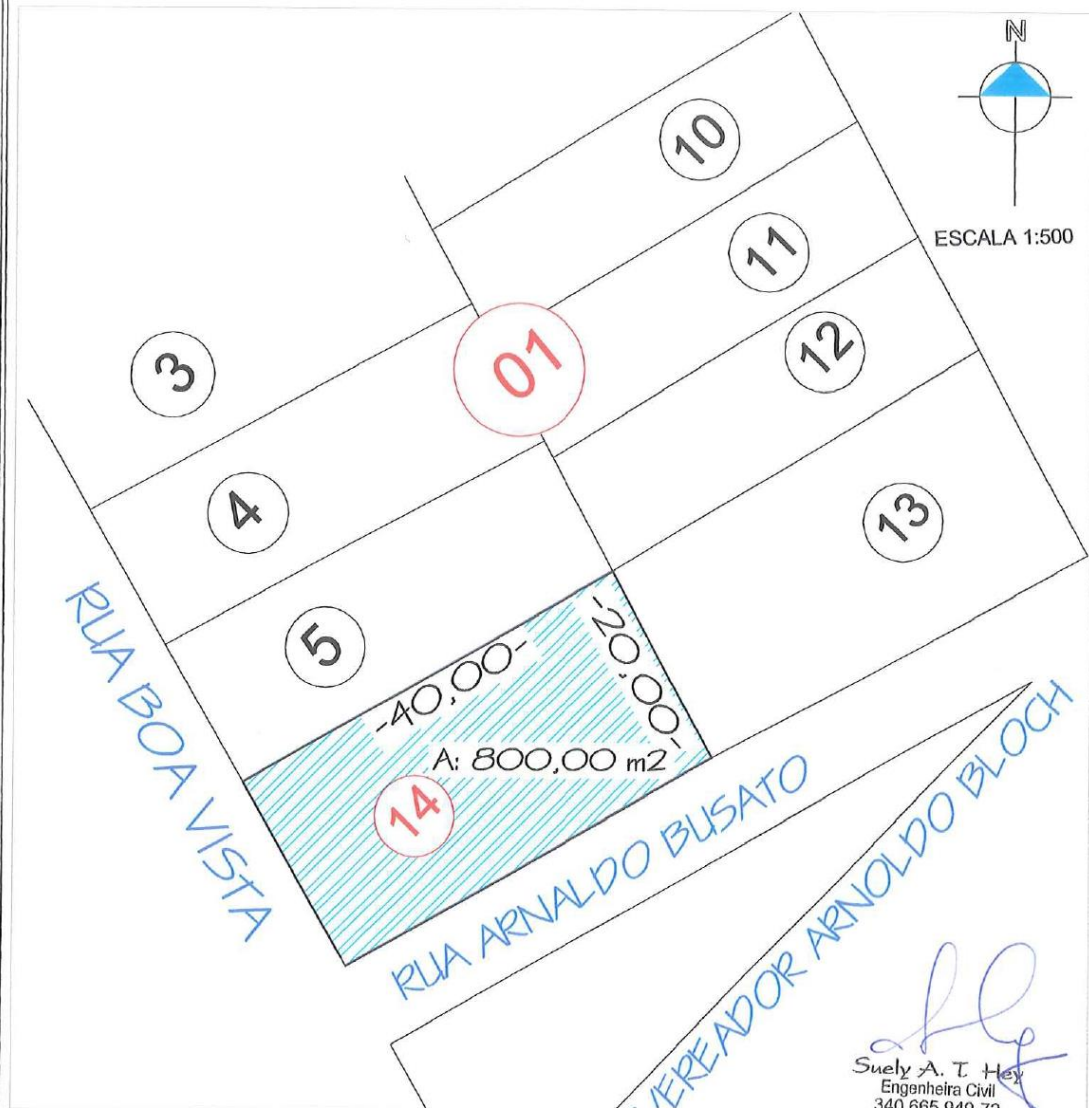 N
ESCALA 1:500
10
11
12
01
3
4
13
5
RUA BOA VISTA
-40,00-
-20,00-
A: 800,00 m2
14
RUA ARNALDO BUSATO
VEREADOR ARNOLDO BLOCH
Suely A. T. Hey
Engenheira Civil